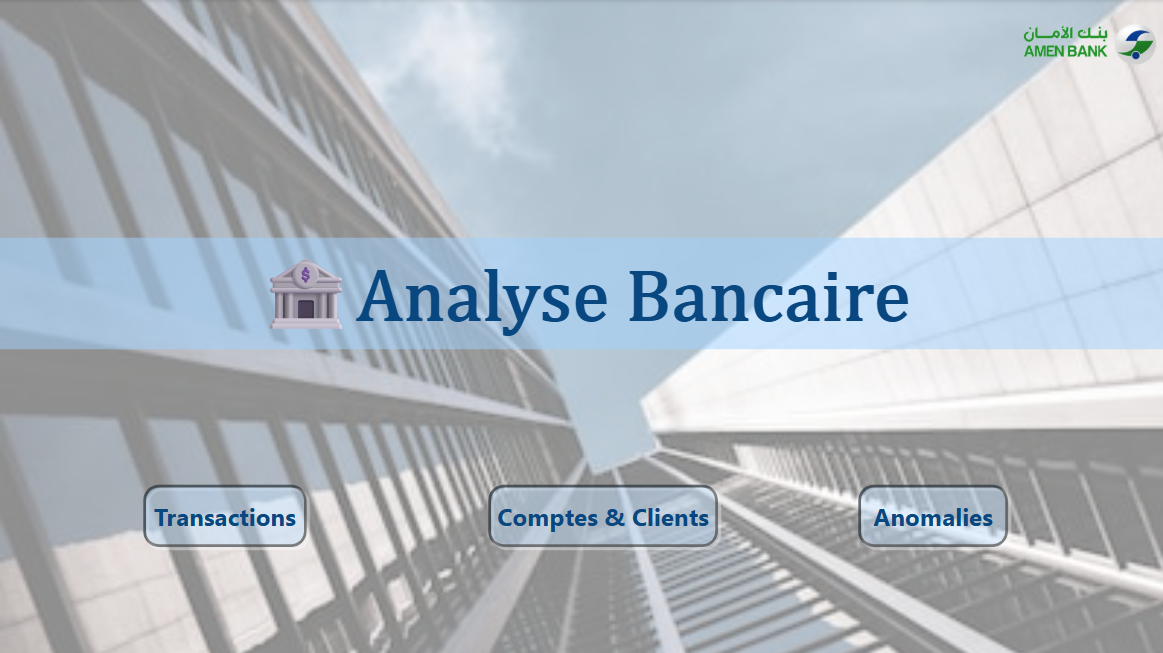 بنك الأمان
AMEN BANK
$
Analyse Bancaire
Transactions
Comptes & Clients
Anomalies